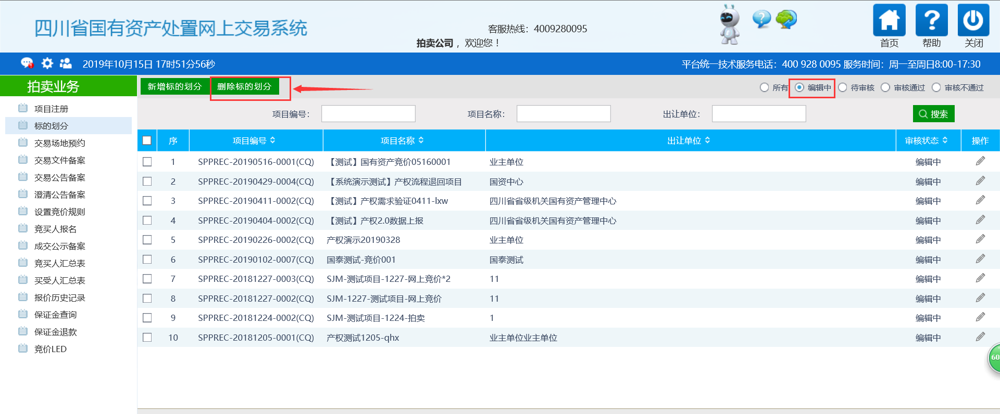 四川省国有资产处置网上交易系统
客服热线：4009280095
拍卖公司 ，欢迎您！
首页 帮助 关闭
2019年10月15日 17时51分56秒
平台统一技术服务电话：400 928 0095 服务时间：周一至周日8:00-17:30
拍卖业务
项目注册
标的划分
交易场地预约
交易文件备案
交易公告备案
澄清公告备案
设置竞价规则
竞买人报名
成交公示备案
竞买人汇总表
买受人汇总表
报价历史记录
保证金查询
保证金退款
竞价LED
新增标的划分 删除标的划分 所有 编辑中 待审核 审核通过 审核不通过
项目编号： 项目名称： 出让单位： 搜索
序 项目编号 项目名称 出让单位 审核状态 操作
1 SPPREC-20190516-0001(CQ) 【测试】国有资产竞价05160001 业主单位 编辑中
2 SPPREC-20190429-0004(CQ) 【系统演示测试】产权流程退回项目 国资中心 编辑中
3 SPPREC-20190411-0002(CQ) 【测试】产权需求验证0411-lxw 四川省省级机关国有资产管理中心 编辑中
4 SPPREC-20190404-0002(CQ) 【测试】产权2.0数据上报 四川省省级机关国有资产管理中心 编辑中
5 SPPREC-20190226-0002(CQ) 产权演示20190328 业主单位 编辑中
6 SPPREC-20190102-0007(CQ) 国泰测试-竞价001 国泰测试 编辑中
7 SPPREC-20181227-0003(CQ) SJM-测试项目-1227-网上竞价*2 11 编辑中
8 SPPREC-20181227-0002(CQ) SJM-1227-测试项目-网上竞价 11 编辑中
9 SPPREC-20181224-0002(CQ) SJM-测试项目-1224-拍卖 1 编辑中
10 SPPREC-20181205-0001(CQ) 产权测试1205-qhx 业主单位业主单位 编辑中
60